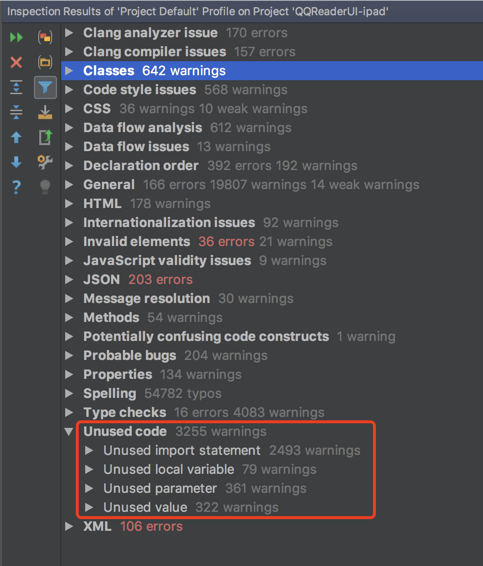 Inspection Results of 'Project Default' Profile on Project 'QQReaderUI-ipad'
Clang analyzer issue 170 errors
Clang compiler issues 157 errors
Classes 642 warnings
Code style issues 568 warnings
CSS 36 warnings 10 weak warnings
Data flow analysis 612 warnings
Data flow issues 13 warnings
Declaration order 392 errors 192 warnings
General 166 errors 19807 warnings 14 weak warnings
HTML 178 warnings
Internationalization issues 92 warnings
Invalid elements 36 errors 21 warnings
JavaScript validity issues 9 warnings
JSON 203 errors
Message resolution 30 warnings
Methods 54 warnings
Potentially confusing code constructs 1 warning
Probable bugs 204 warnings
Properties 134 warnings
Spelling 54782 typos
Type checks 16 errors 4083 warnings
Unused code 3255 warnings
Unused import statement 2493 warnings
Unused local variable 79 warnings
Unused parameter 361 warnings
Unused value 322 warnings
XML 106 errors